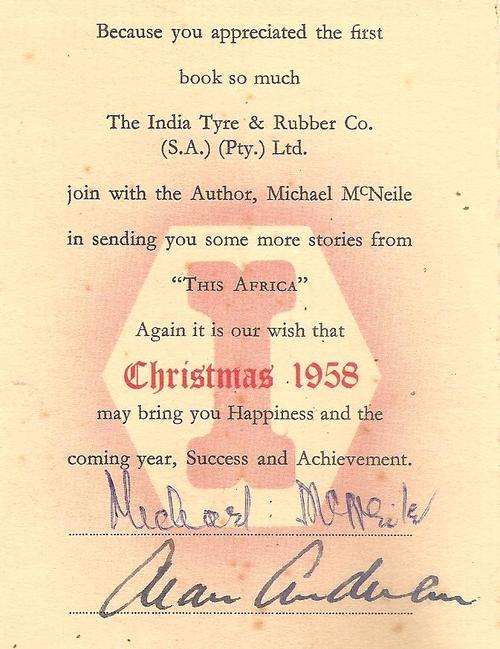 Because you appreciated the first
book so much
The India Tyre & Rubber Co.
(S.A.) (Pty.) Ltd.
join with the Author, Michael McNeile
in sending you some more stories from
“THIS AFRICA”
Again it is our wish that
Christmas 1958
may bring you Happiness and the
coming year, Success and Achievement.
Michael McNeile